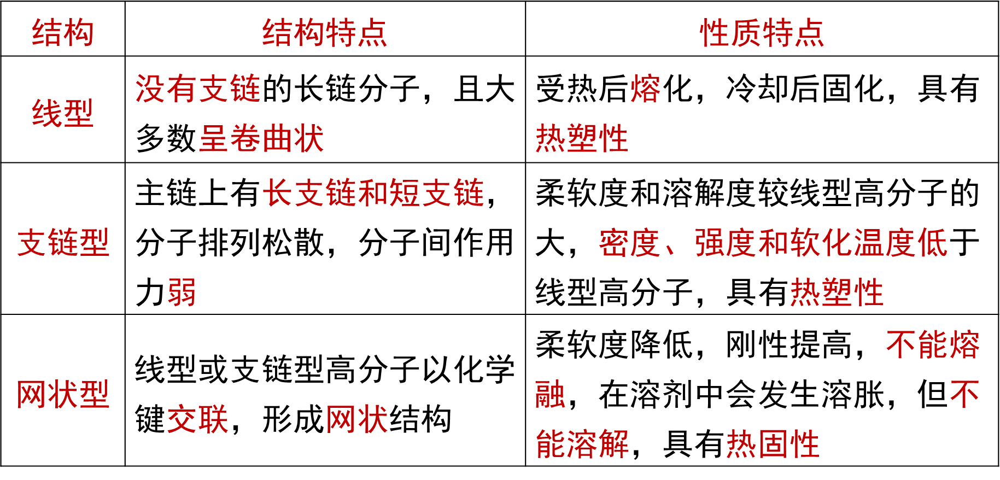 结构
结构特点
性质特点
线型
没有支链的长链分子，且大
多数呈卷曲状
受热后熔化，冷却后固化，具有
热塑性
支链型
主链上有长支链和短支链，
分子排列松散，分子间作用
力弱
柔软度和溶解度较线型高分子的
大，密度、强度和软化温度低于
线型高分子，具有热塑性
网状型
线型或支链型高分子以化学
键交联，形成网状结构
柔软度降低，刚性提高，不能熔
融，在溶剂中会发生溶胀，但不
能溶解，具有热固性